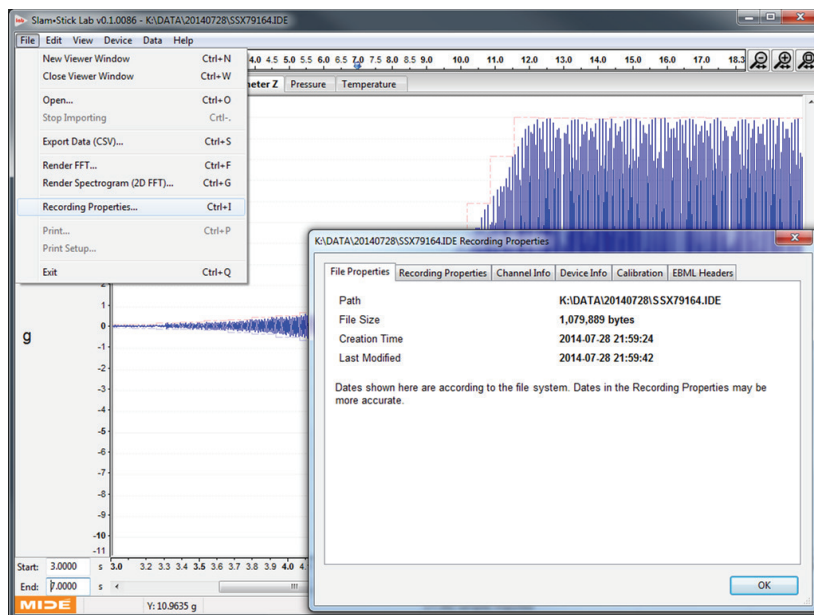 Slam•Stick Lab v0.1.0086 - K:\DATA\20140728\SSX79164.IDE
File Edit View Device Data Help
New Viewer Window Ctrl+N
Close Viewer Window Ctrl+W
Open... Ctrl+O
Stop Importing Crtl-.
Export Data (CSV)... Ctrl+S
Render FFT... Ctrl+F
Render Spectrogram (2D FFT)... Ctrl+G
Recording Properties... Ctrl+I
Print... Ctrl+P
Print Setup...
Exit Ctrl+Q
4.0 4.5 5.0 5.5 6.0 6.5 7.0 7.5 8.0 8.5 9.0 10.0 11.0 12.0 13.0 14.0 15.0 16.0 17.0 18.3
Z Pressure Temperature
K:\DATA\20140728\SSX79164.IDE Recording Properties
File Properties Recording Properties Channel Info Device Info Calibration EBML Headers
Path K:\DATA\20140728\SSX79164.IDE
File Size 1,079,889 bytes
Creation Time 2014-07-28 21:59:24
Last Modified 2014-07-28 21:59:42
Dates shown here are according to the file system. Dates in the Recording Properties may be
more accurate.
OK
g
1
0
-1
-2
-3
-4
-5
-6
-7
-8
-9
-10
-11
Start: 3.0000 s 3.0 3.2 3.3 3.4 3.5 3.6 3.7 3.8 3.9 4.0
End: 7.0000 s
MIDE Y: 10.9635 g